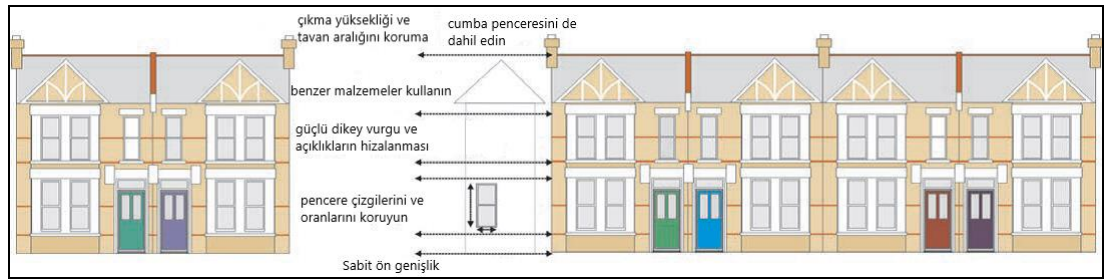 çıkma yüksekliği ve
tavan aralığını koruma
cumba penceresini de
dahil edin
benzer malzemeler kullanın
güçlü dikey vurgu ve
açıklıkların hizalanması
pencere çizgilerini ve
oranlarını koruyun
Sabit ön genişlik